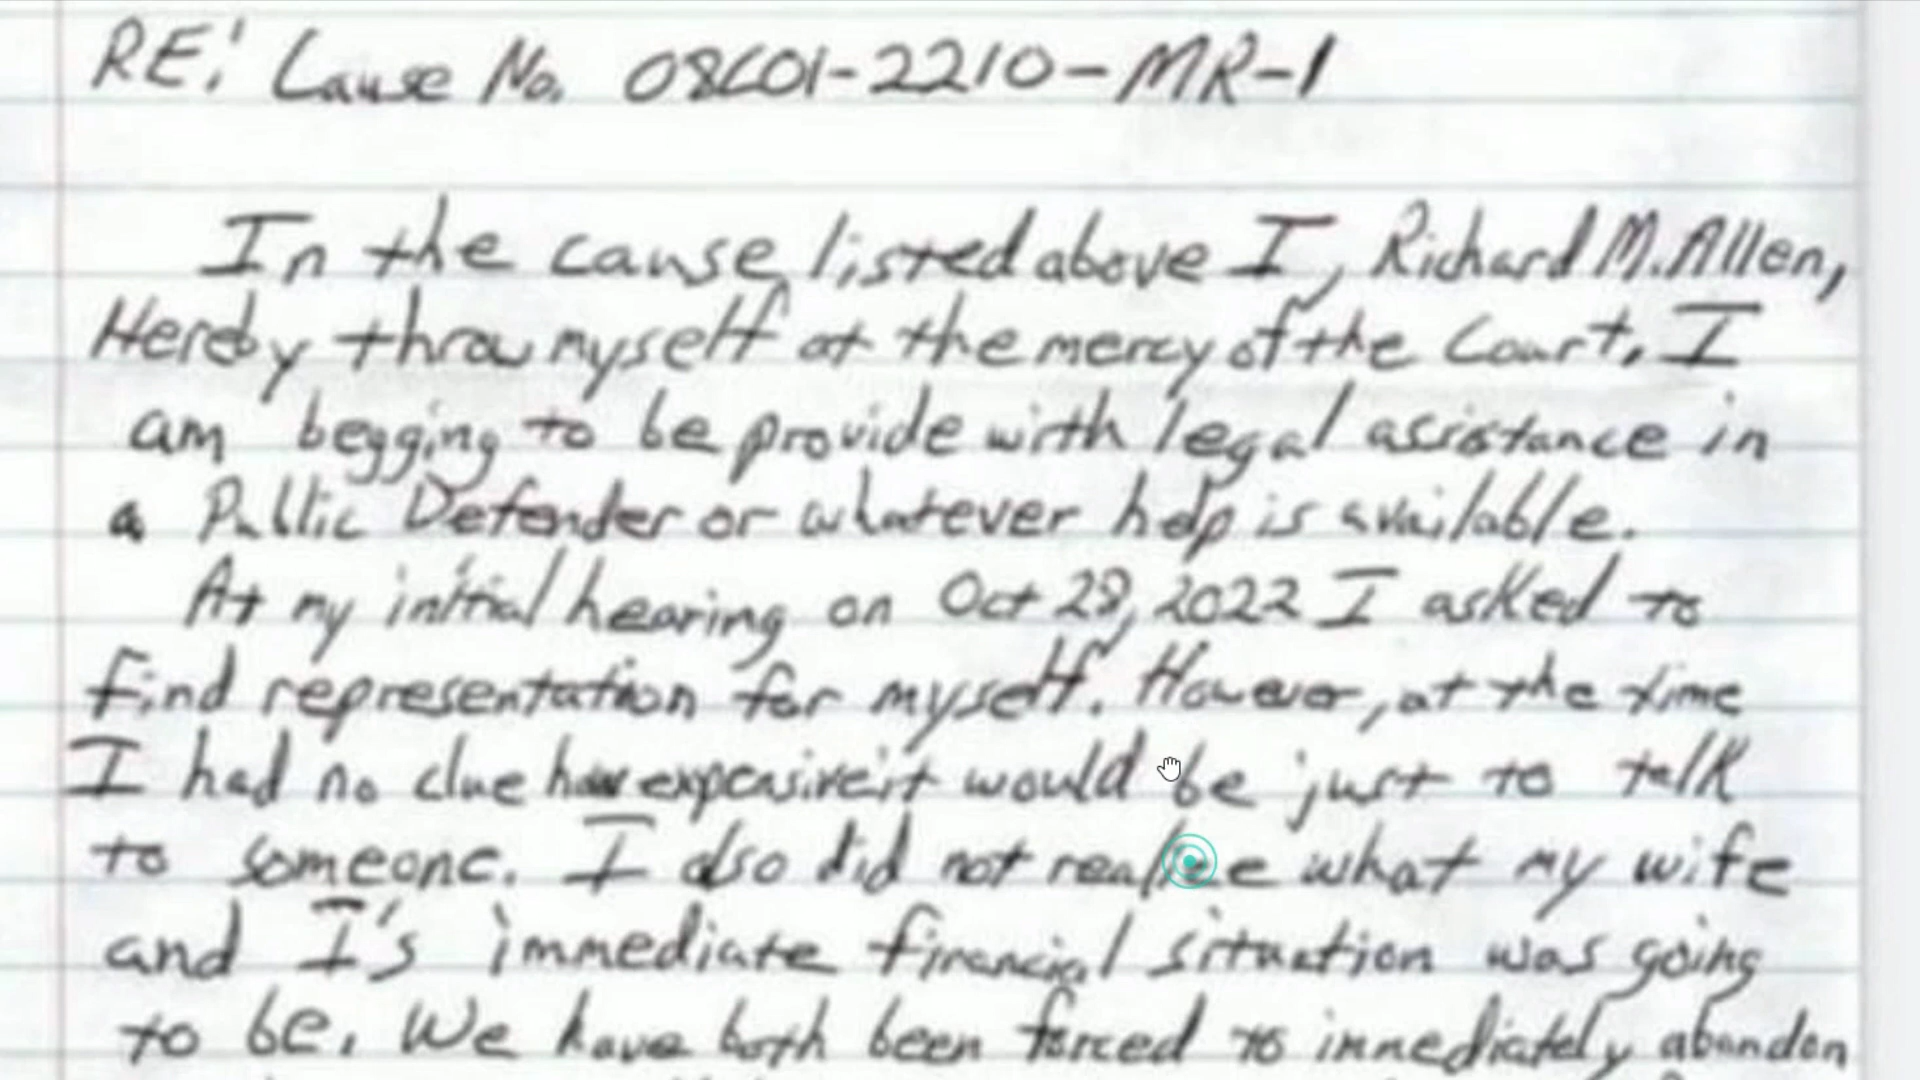 RE: Cause No. 08C01-2210-MR-1
In the cause listed above I, Richard M. Allen,
Hereby throw myself at the mercy of the Court. I
am begging to be provide with legal assistance in
a Public Defender or whatever help is available.
At my initial hearing on Oct 28, 2022 I asked to
find representation for myself. However, at the time
I had no clue how expensive it would be just to talk
to someone. I also did not realize what my wife
and I's immediate financial situation was going
to be. We have both been forced to immediately abandon